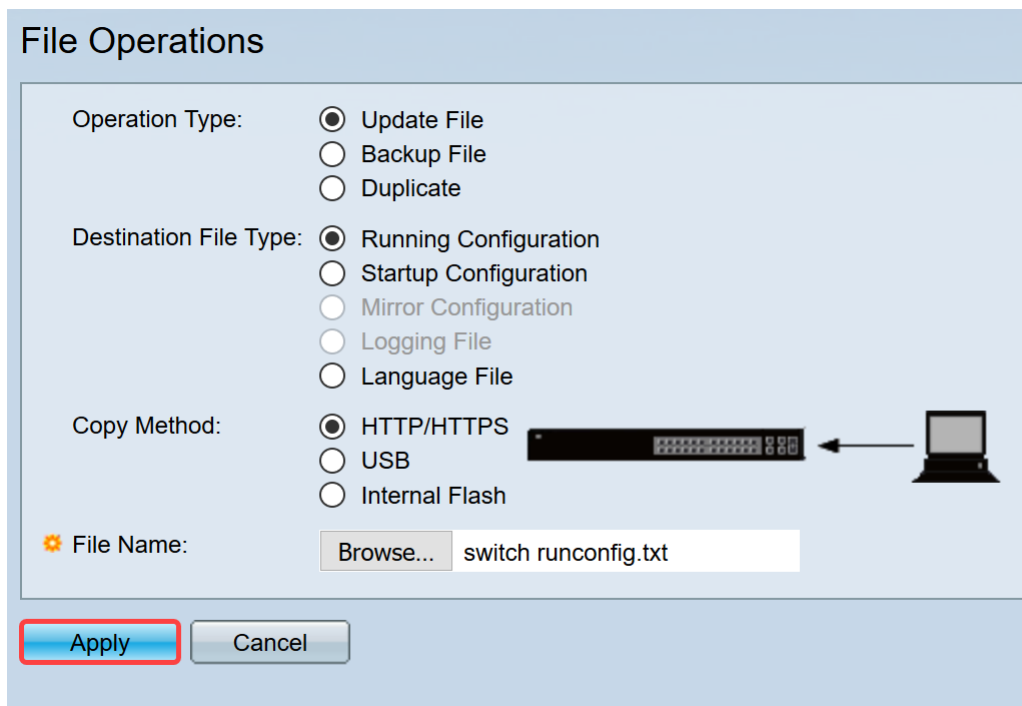 File Operations
Operation Type:
Update File
Backup File
Duplicate
Destination File Type:
Running Configuration
Startup Configuration
Mirror Configuration
Logging File
Language File
Copy Method:
HTTP/HTTPS
USB
Internal Flash
File Name:
Browse... switch runconfig.txt
Apply Cancel